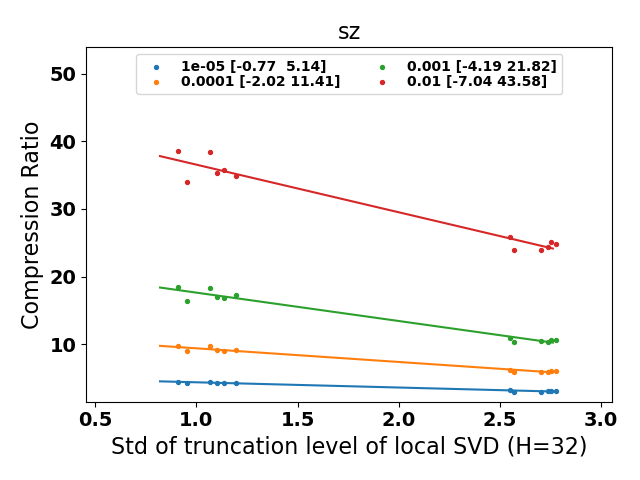 sz
1e-05 [-0.77  5.14]
0.0001 [-2.02 11.41]
0.001 [-4.19 21.82]
0.01 [-7.04 43.58]
Compression Ratio
50
40
30
20
10
0.5 1.0 1.5 2.0 2.5 3.0
Std of truncation level of local SVD (H=32)